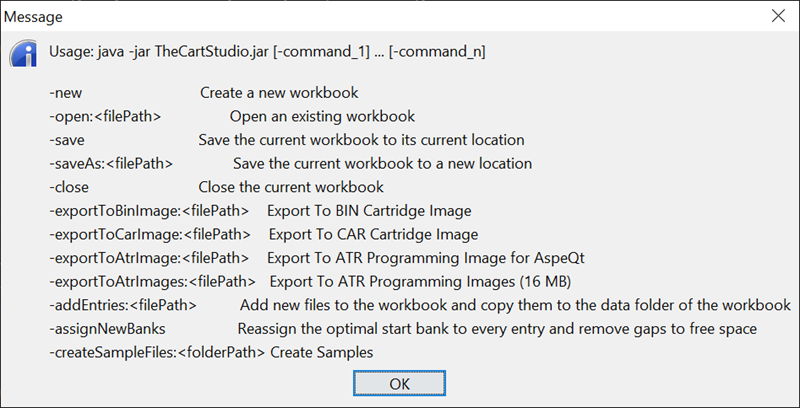 Message
Usage: java -jar TheCartStudio.jar [-command_1] ... [-command_n]
-new Create a new workbook
-open:<filePath> Open an existing workbook
-save Save the current workbook to its current location
-saveAs:<filePath> Save the current workbook to a new location
-close Close the current workbook
-exportToBinImage:<filePath> Export To BIN Cartridge Image
-exportToCarImage:<filePath> Export To CAR Cartridge Image
-exportToAtrImage:<filePath> Export To ATR Programming Image for AspeQt
-exportToAtrImages:<filePath> Export To ATR Programming Images (16 MB)
-addEntries:<filePath> Add new files to the workbook and copy them to the data folder of the workbook
-assignNewBanks Reassign the optimal start bank to every entry and remove gaps to free space
-createSampleFiles:<folderPath> Create Samples
OK